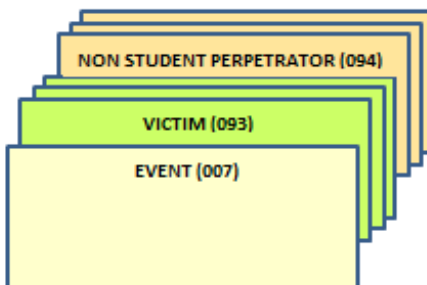 NON STUDENT PERPETRATOR (094)
VICTIM (093)
EVENT (007)